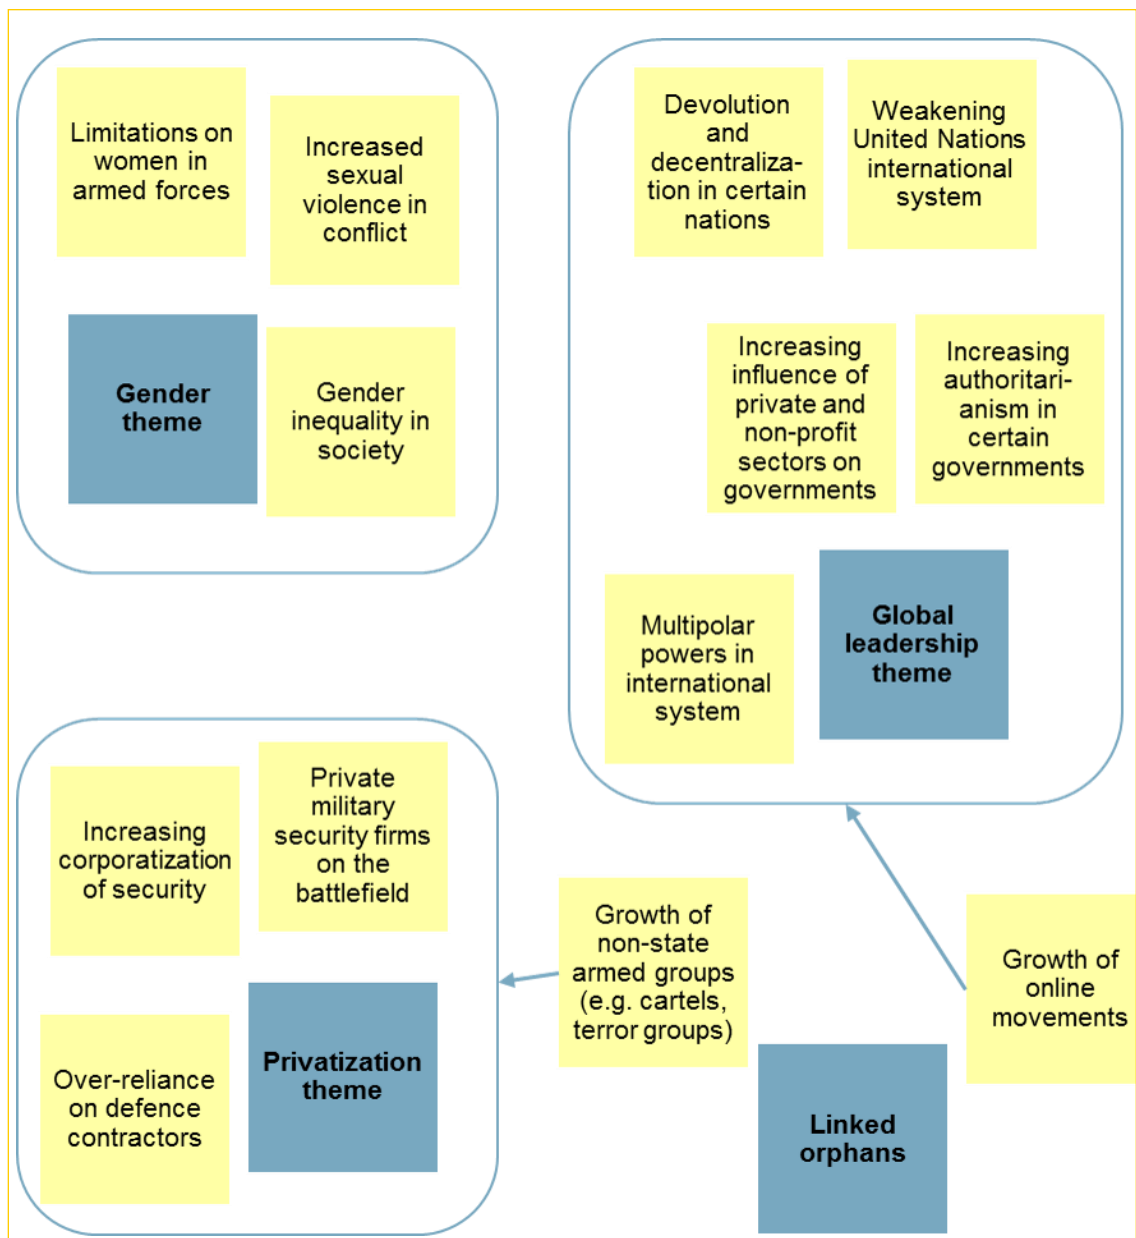 Limitations on
women in
armed forces
Increased
sexual
violence in
conflict
Gender
theme
Gender
inequality in
society
Devolution
and
decentraliza-
tion in certain
nations
Weakening
United Nations
international
system
Increasing
influence of
private and
non-profit
sectors on
governments
Increasing
authoritari-
anism in
certain
governments
Multipolar
powers in
international
system
Global
leadership
theme
Increasing
corporatization
of security
Private
military
security firms
on the
battlefield
Over-reliance
on defence
contractors
Privatization
theme
Growth of
non-state
armed groups
(e.g. cartels,
terror groups)
Linked
orphans
Growth of
online
movements